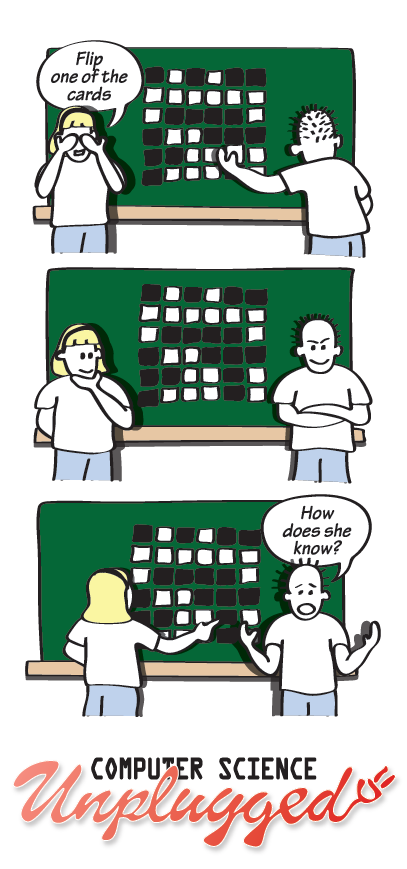 Flip
one of the
cards
How
does she
know?
COMPUTER SCIENCE
Unplugged